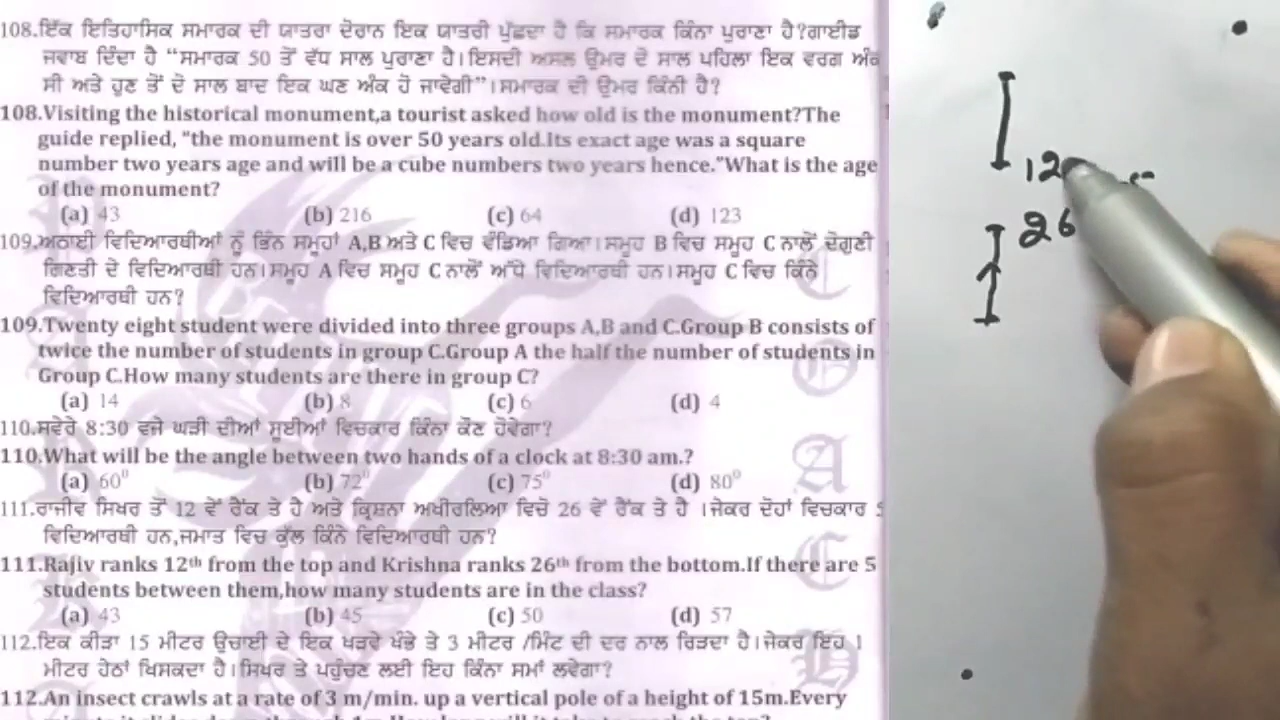 108.ਇੱਕ ਇਤਿਹਾਸਿਕ ਸਮਾਰਕ ਦੀ ਯਾਤਰਾ ਦੋਰਾਨ ਇਕ ਯਾਤਰੀ ਪੁੱਛਦਾ ਹੈ ਕਿ ਸਮਾਰਕ ਕਿੰਨਾ ਪੁਰਾਣਾ ਹੈ?ਗਾਈਡ
ਜਵਾਬ ਦਿੰਦਾ ਹੈ "ਸਮਾਰਕ 50 ਤੋਂ ਵੱਧ ਸਾਲ ਪੁਰਾਣਾ ਹੈ।ਇਸਦੀ ਅਸਲ ਉਮਰ ਦੋ ਸਾਲ ਪਹਿਲਾ ਇਕ ਵਰਗ ਅੰਕ
ਸੀ ਅਤੇ ਹੁਣ ਤੋਂ ਦੋ ਸਾਲ ਬਾਦ ਇਕ ਘਣ ਅੰਕ ਹੋ ਜਾਵੇਗੀ"।ਸਮਾਰਕ ਦੀ ਉਮਰ ਕਿੰਨੀ ਹੈ?
108.Visiting the historical monument,a tourist asked how old is the monument?The
guide replied, "the monument is over 50 years old.Its exact age was a square
number two years age and will be a cube numbers two years hence."What is the age
of the monument?
(a) 43 (b) 216 (c) 64 (d) 123
109.ਅਠਾਈ ਵਿਦਿਆਰਥੀਆਂ ਨੂੰ ਭਿੰਨ ਸਮੂਹਾਂ A,B ਅਤੇ C ਵਿਚ ਵੰਡਿਆ ਗਿਆ।ਸਮੂਹ B ਵਿਚ ਸਮੂਹ C ਨਾਲੋਂ ਦੋਗੁਣੀ
ਗਿਣਤੀ ਦੇ ਵਿਦਿਆਰਥੀ ਹਨ।ਸਮੂਹ A ਵਿਚ ਸਮੂਹ C ਨਾਲੋਂ ਅੱਧੇ ਵਿਦਿਆਰਥੀ ਹਨ।ਸਮੂਹ C ਵਿਚ ਕਿੰਨੇ
ਵਿਦਿਆਰਥੀ ਹਨ?
109.Twenty eight student were divided into three groups A,B and C.Group B consists of
twice the number of students in group C.Group A the half the number of students in
Group C.How many students are there in group C?
(a) 14 (b) 8 (c) 6 (d) 4
110.ਸਵੇਰੇ 8:30 ਵਜੇ ਘੜੀ ਦੀਆਂ ਸੂਈਆਂ ਵਿਚਕਾਰ ਕਿੰਨਾ ਕੌਣ ਹੋਵੇਗਾ?
110.What will be the angle between two hands of a clock at 8:30 am.?
(a) 60⁰ (b) 72⁰ (c) 75⁰ (d) 80⁰
111.ਰਾਜੀਵ ਸਿਖਰ ਤੋਂ 12 ਵੇਂ ਰੈਂਕ ਤੇ ਹੈ ਅਤੇ ਕ੍ਰਿਸ਼ਨਾ ਅਖੀਰਲਿਆ ਵਿਚੋ 26 ਵੇਂ ਰੈਂਕ ਤੇ ਹੈ ।ਜੇਕਰ ਦੋਹਾਂ ਵਿਚਕਾਰ 5
ਵਿਦਿਆਰਥੀ ਹਨ,ਜਮਾਤ ਵਿਚ ਕੁੱਲ ਕਿੰਨੇ ਵਿਦਿਆਰਥੀ ਹਨ?
111.Rajiv ranks 12th from the top and Krishna ranks 26th from the bottom.If there are 5
students between them,how many students are in the class?
(a) 43 (b) 45 (c) 50 (d) 57
112.ਇਕ ਕੀੜਾ 15 ਮੀਟਰ ਉਚਾਈ ਦੇ ਇਕ ਖੜਵੇ ਖੰਭੇ ਤੇ 3 ਮੀਟਰ /ਮਿੰਟ ਦੀ ਦਰ ਨਾਲ ਰਿੜਦਾ ਹੈ।ਜੇਕਰ ਇਹ 1
ਮੀਟਰ ਹੇਠਾਂ ਖਿਸਕਦਾ ਹੈ।ਸਿਖਰ ਤੇ ਪਹੁੰਚਣ ਲਈ ਇਹ ਕਿੰਨਾ ਸਮਾਂ ਲਵੇਗਾ?
112.An insect crawls at a rate of 3 m/min. up a vertical pole of a height of 15m.Every
C
O
A
C
H
12
26